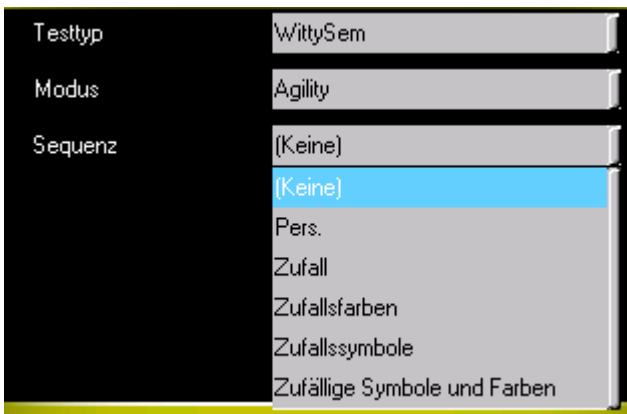 Testtyp WittySem
Modus Agility
Sequenz (Keine)
(Keine)
Pers.
Zufall
Zufallsfarben
Zufallssymbole
Zufällige Symbole und Farben